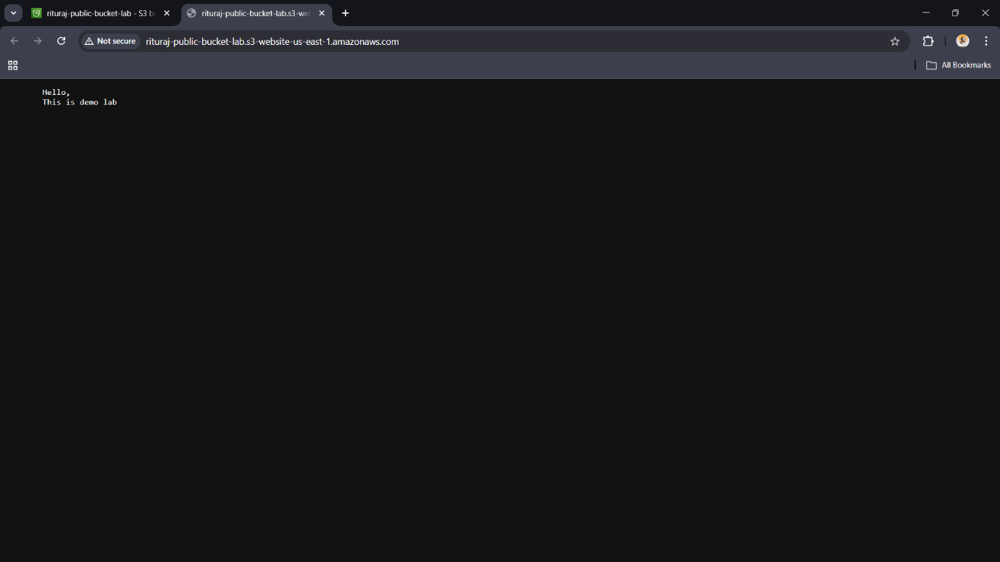 rituraj-public-bucket-lab - S3 b
rituraj-public-bucket-lab.s3-we
Not secure
rituraj-public-bucket-lab.s3-website-us-east-1.amazonaws.com
All Bookmarks
Hello,
This is demo lab